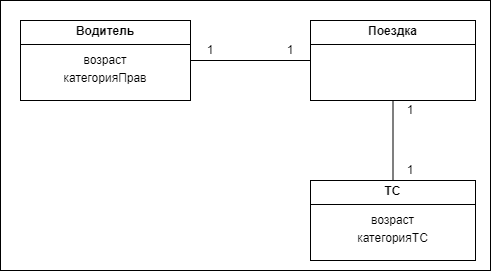 Водитель
возраст
категорияПрав
1
1
Поездка
1
1
ТС
возраст
категорияТС